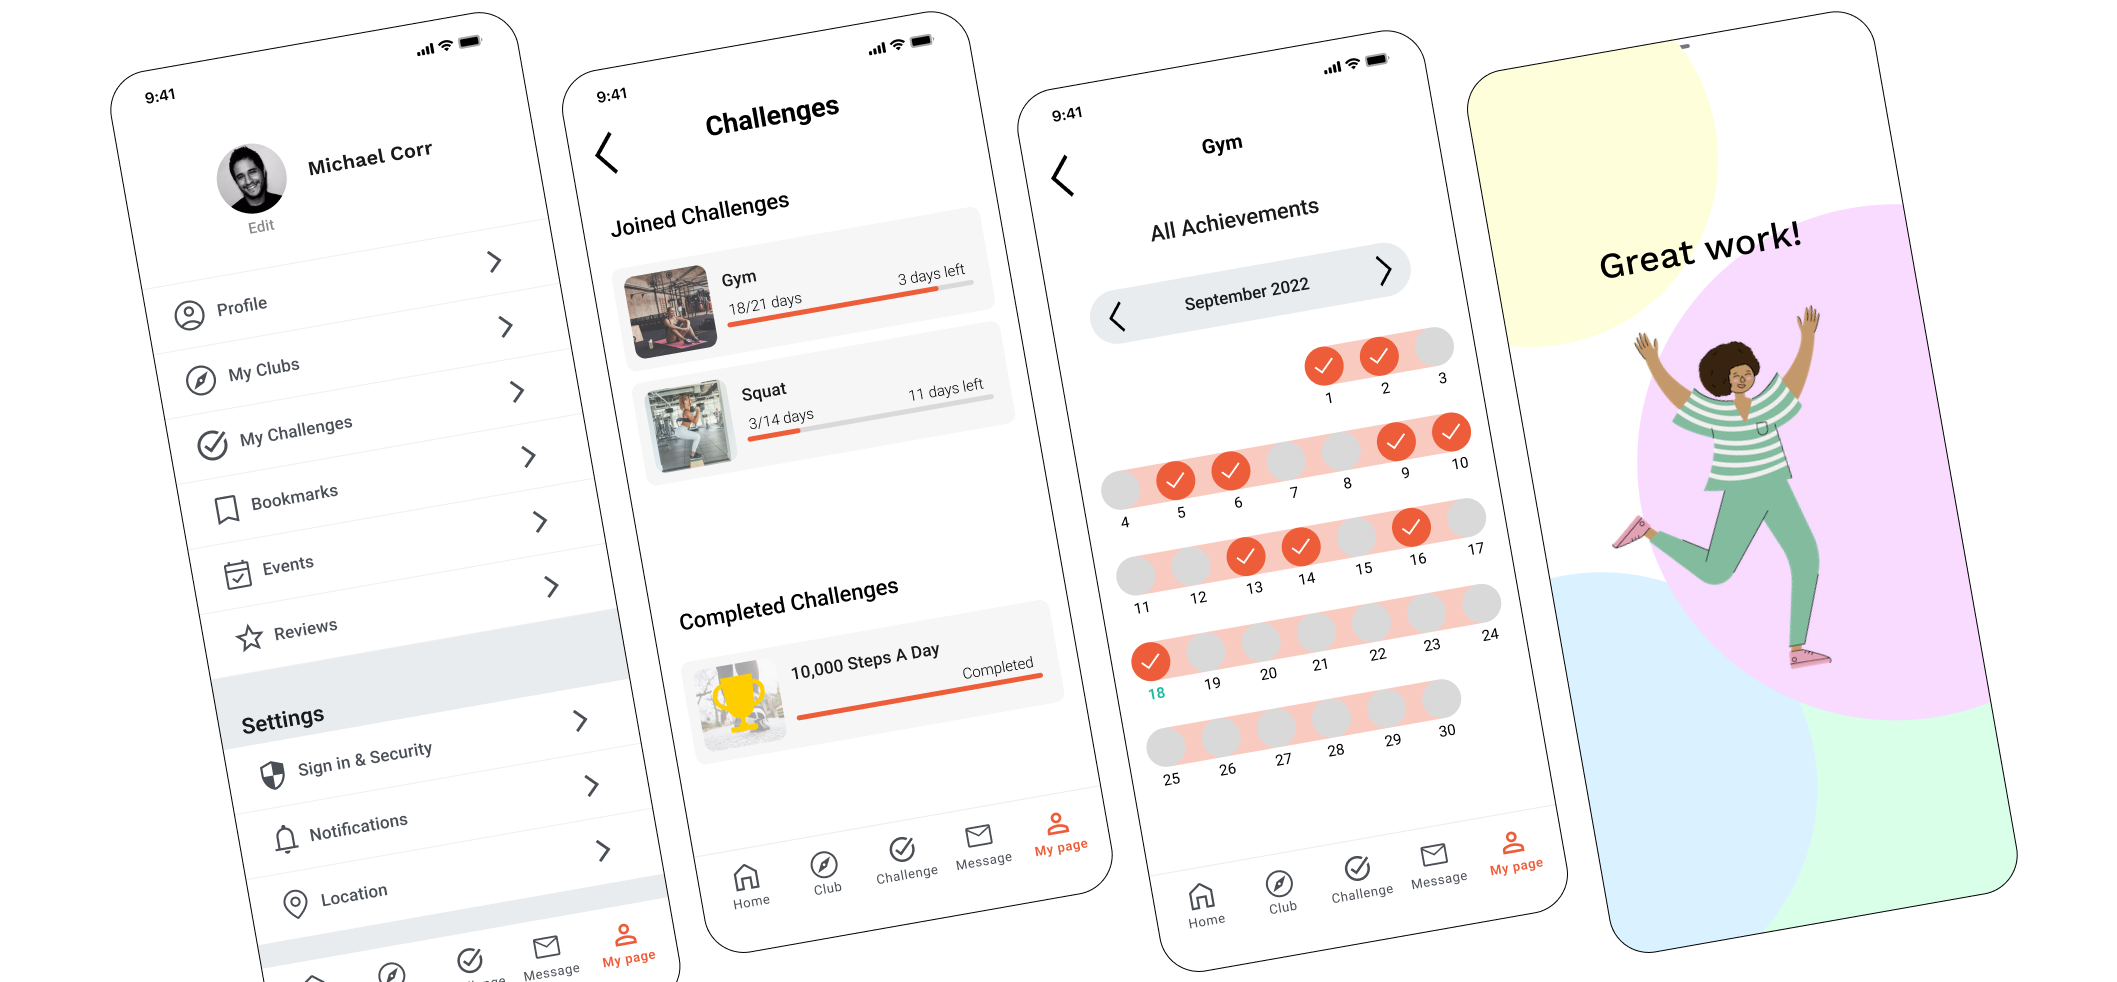 9:41
Michael Corr
Edit
Profile
My Clubs
My Challenges
Bookmarks
Events
Reviews
Settings
Sign in & Security
Notifications
Location
Message
My page
9:41
Challenges
Joined Challenges
Gym
18/21 days
3 days left
Squat
3/14 days
11 days left
Completed Challenges
10,000 Steps A Day
Completed
Home
Club
Challenge
Message
My page
9:41
Gym
All Achievements
September 2022
1 2 3
4 5 6 7 8 9 10
11 12 13 14 15 16 17
18 19 20 21 22 23 24
25 26 27 28 29 30
Home
Club
Challenge
Message
My page
Great work!